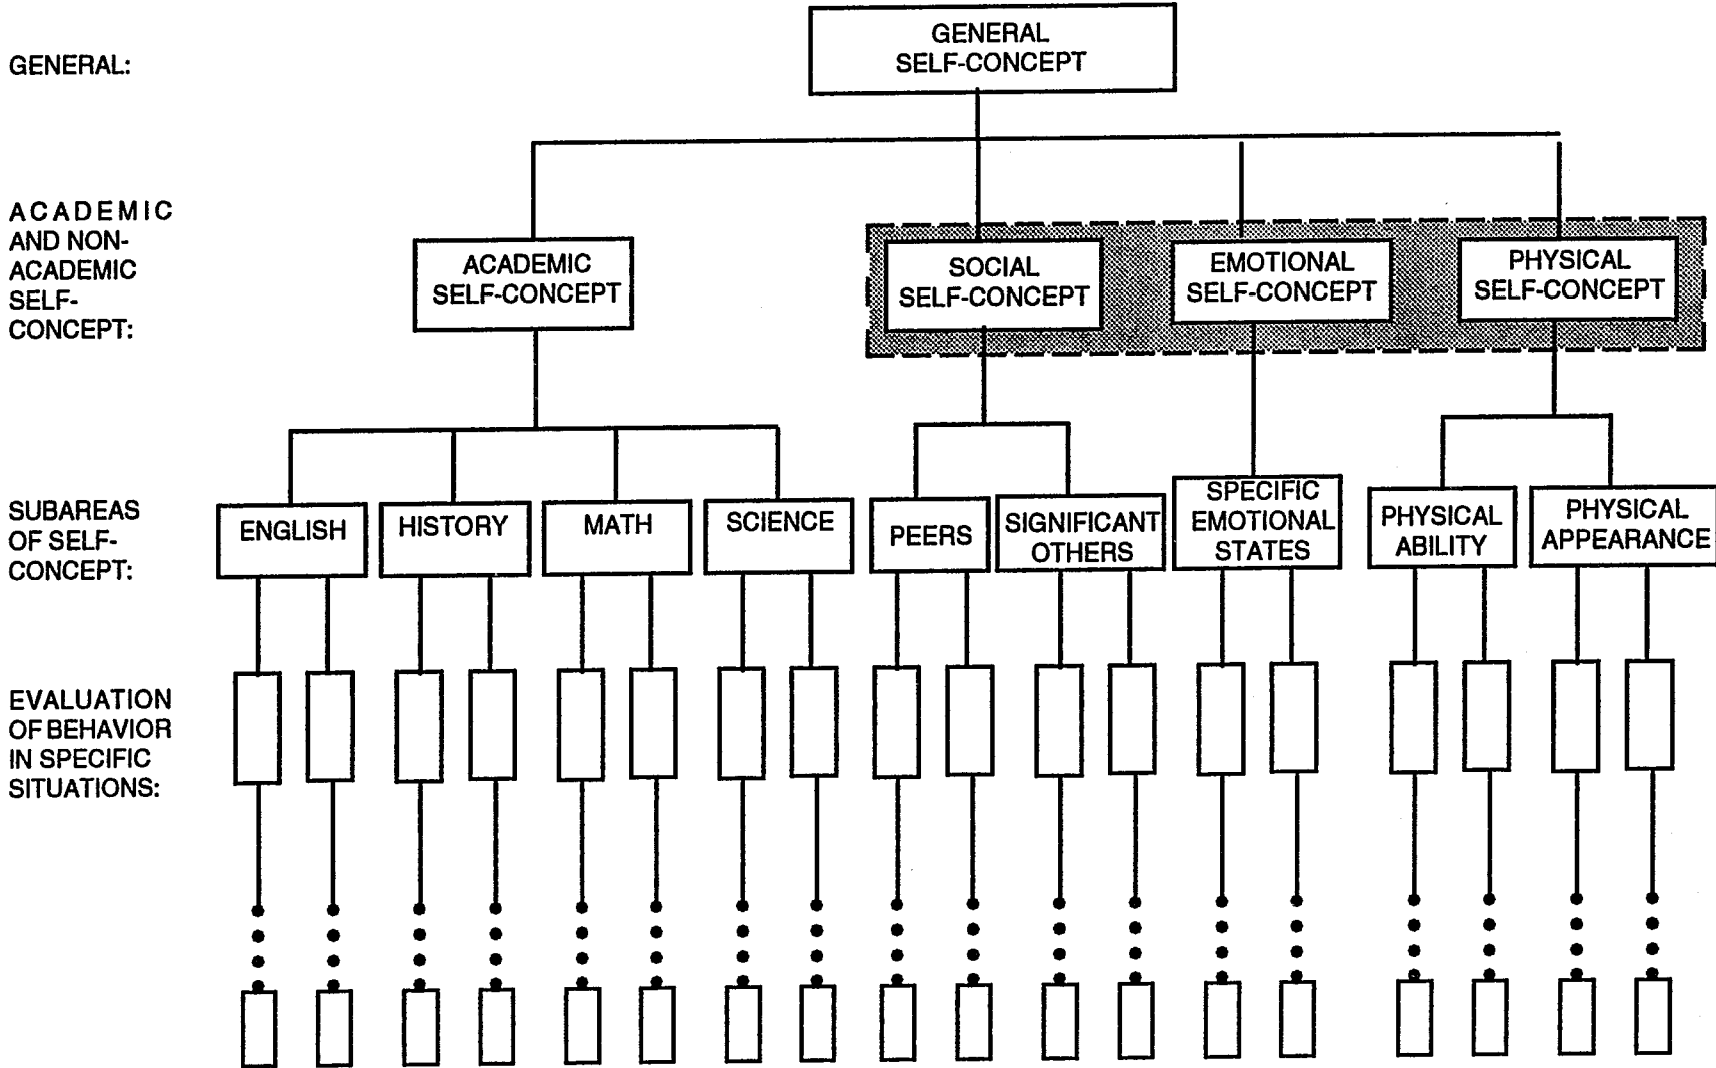 GENERAL
SELF-CONCEPT
GENERAL:
ACADEMIC
AND NON-
ACADEMIC
SELF-
CONCEPT:
ACADEMIC
SELF-CONCEPT
SOCIAL
SELF-CONCEPT
EMOTIONAL
SELF-CONCEPT
PHYSICAL
SELF-CONCEPT
SUBAREAS
OF SELF-
CONCEPT:
ENGLISH
HISTORY
MATH
SCIENCE
PEERS
SIGNIFICANT
OTHERS
SPECIFIC
EMOTIONAL
STATES
PHYSICAL
ABILITY
PHYSICAL
APPEARANCE
EVALUATION
OF BEHAVIOR
IN SPECIFIC
SITUATIONS: